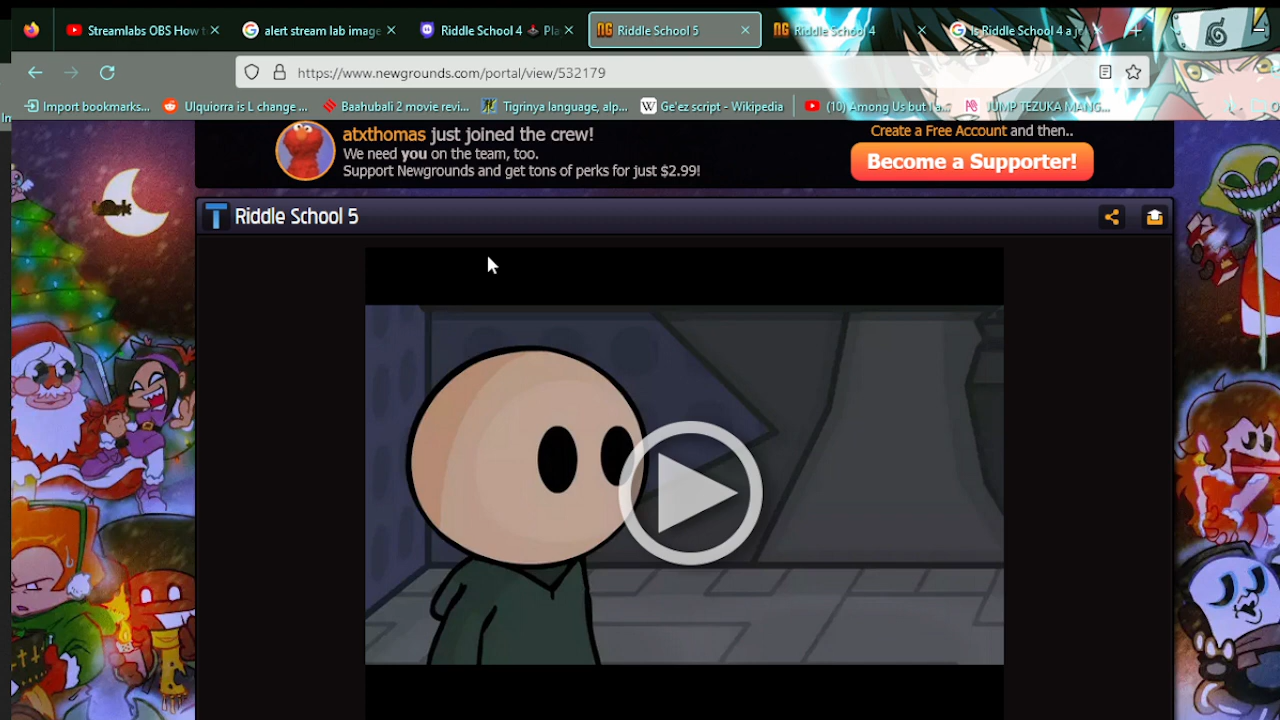 Streamlabs OBS How t
alert stream lab image
Riddle School 4 🕹️ Pla
NG Riddle School 5
NG Riddle School 4
Is Riddle School 4 a j
https://www.newgrounds.com/portal/view/532179
Import bookmarks...
Ulquiorra is L change ...
Baahubali 2 movie revi...
Tigrinya language, alp...
W Ge'ez script - Wikipedia
(10) Among Us but I a...
JUMP TEZUKA MANG...
In
atxthomas just joined the crew!
We need you on the team, too.
Support Newgrounds and get tons of perks for just $2.99!
Create a Free Account and then..
Become a Supporter!
T Riddle School 5